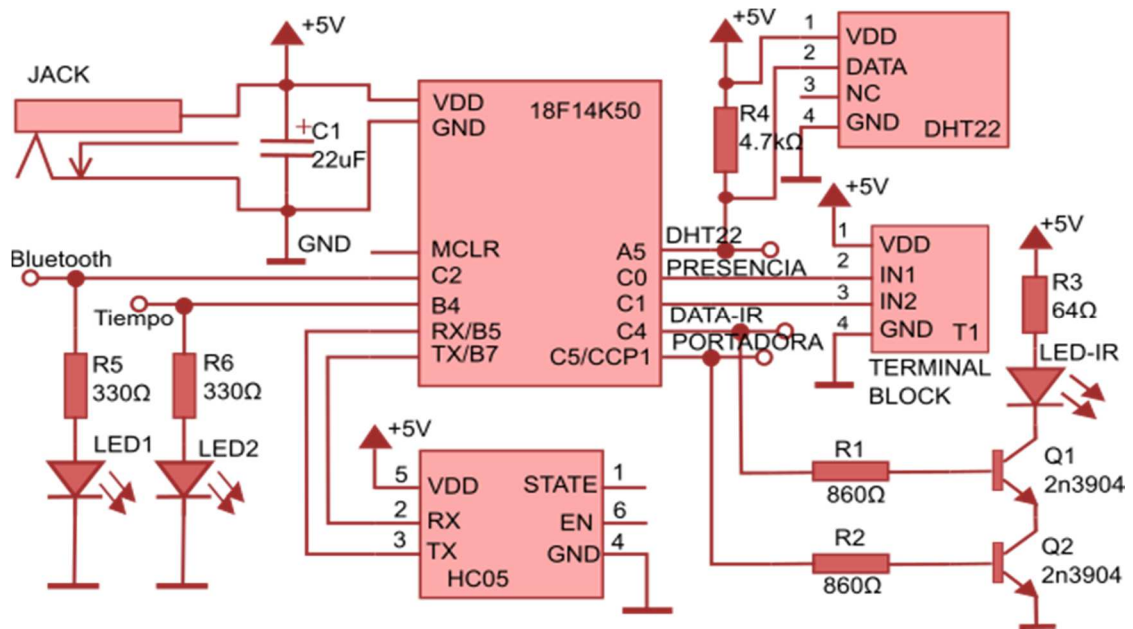 +5V
JACK
+
C1
22uF
GND
VDD
GND
18F14K50
MCLR
C2
B4
RX/B5
TX/B7
A5
C0
C1
C4
C5/CCP1
Bluetooth
Tiempo
R5
330Ω
R6
330Ω
LED1
LED2
+5V
5
2
3
VDD
RX
TX
STATE
EN
GND
HC05
1
6
4
+5V
R4
4.7kΩ
1
2
3
4
VDD
DATA
NC
GND
DHT22
DHT22
PRESENCIA
DATA-IR
PORTADORA
+5V
1
2
3
4
VDD
IN1
IN2
GND
T1
TERMINAL
BLOCK
+5V
R3
64Ω
LED-IR
R1
860Ω
R2
860Ω
Q1
2n3904
Q2
2n3904